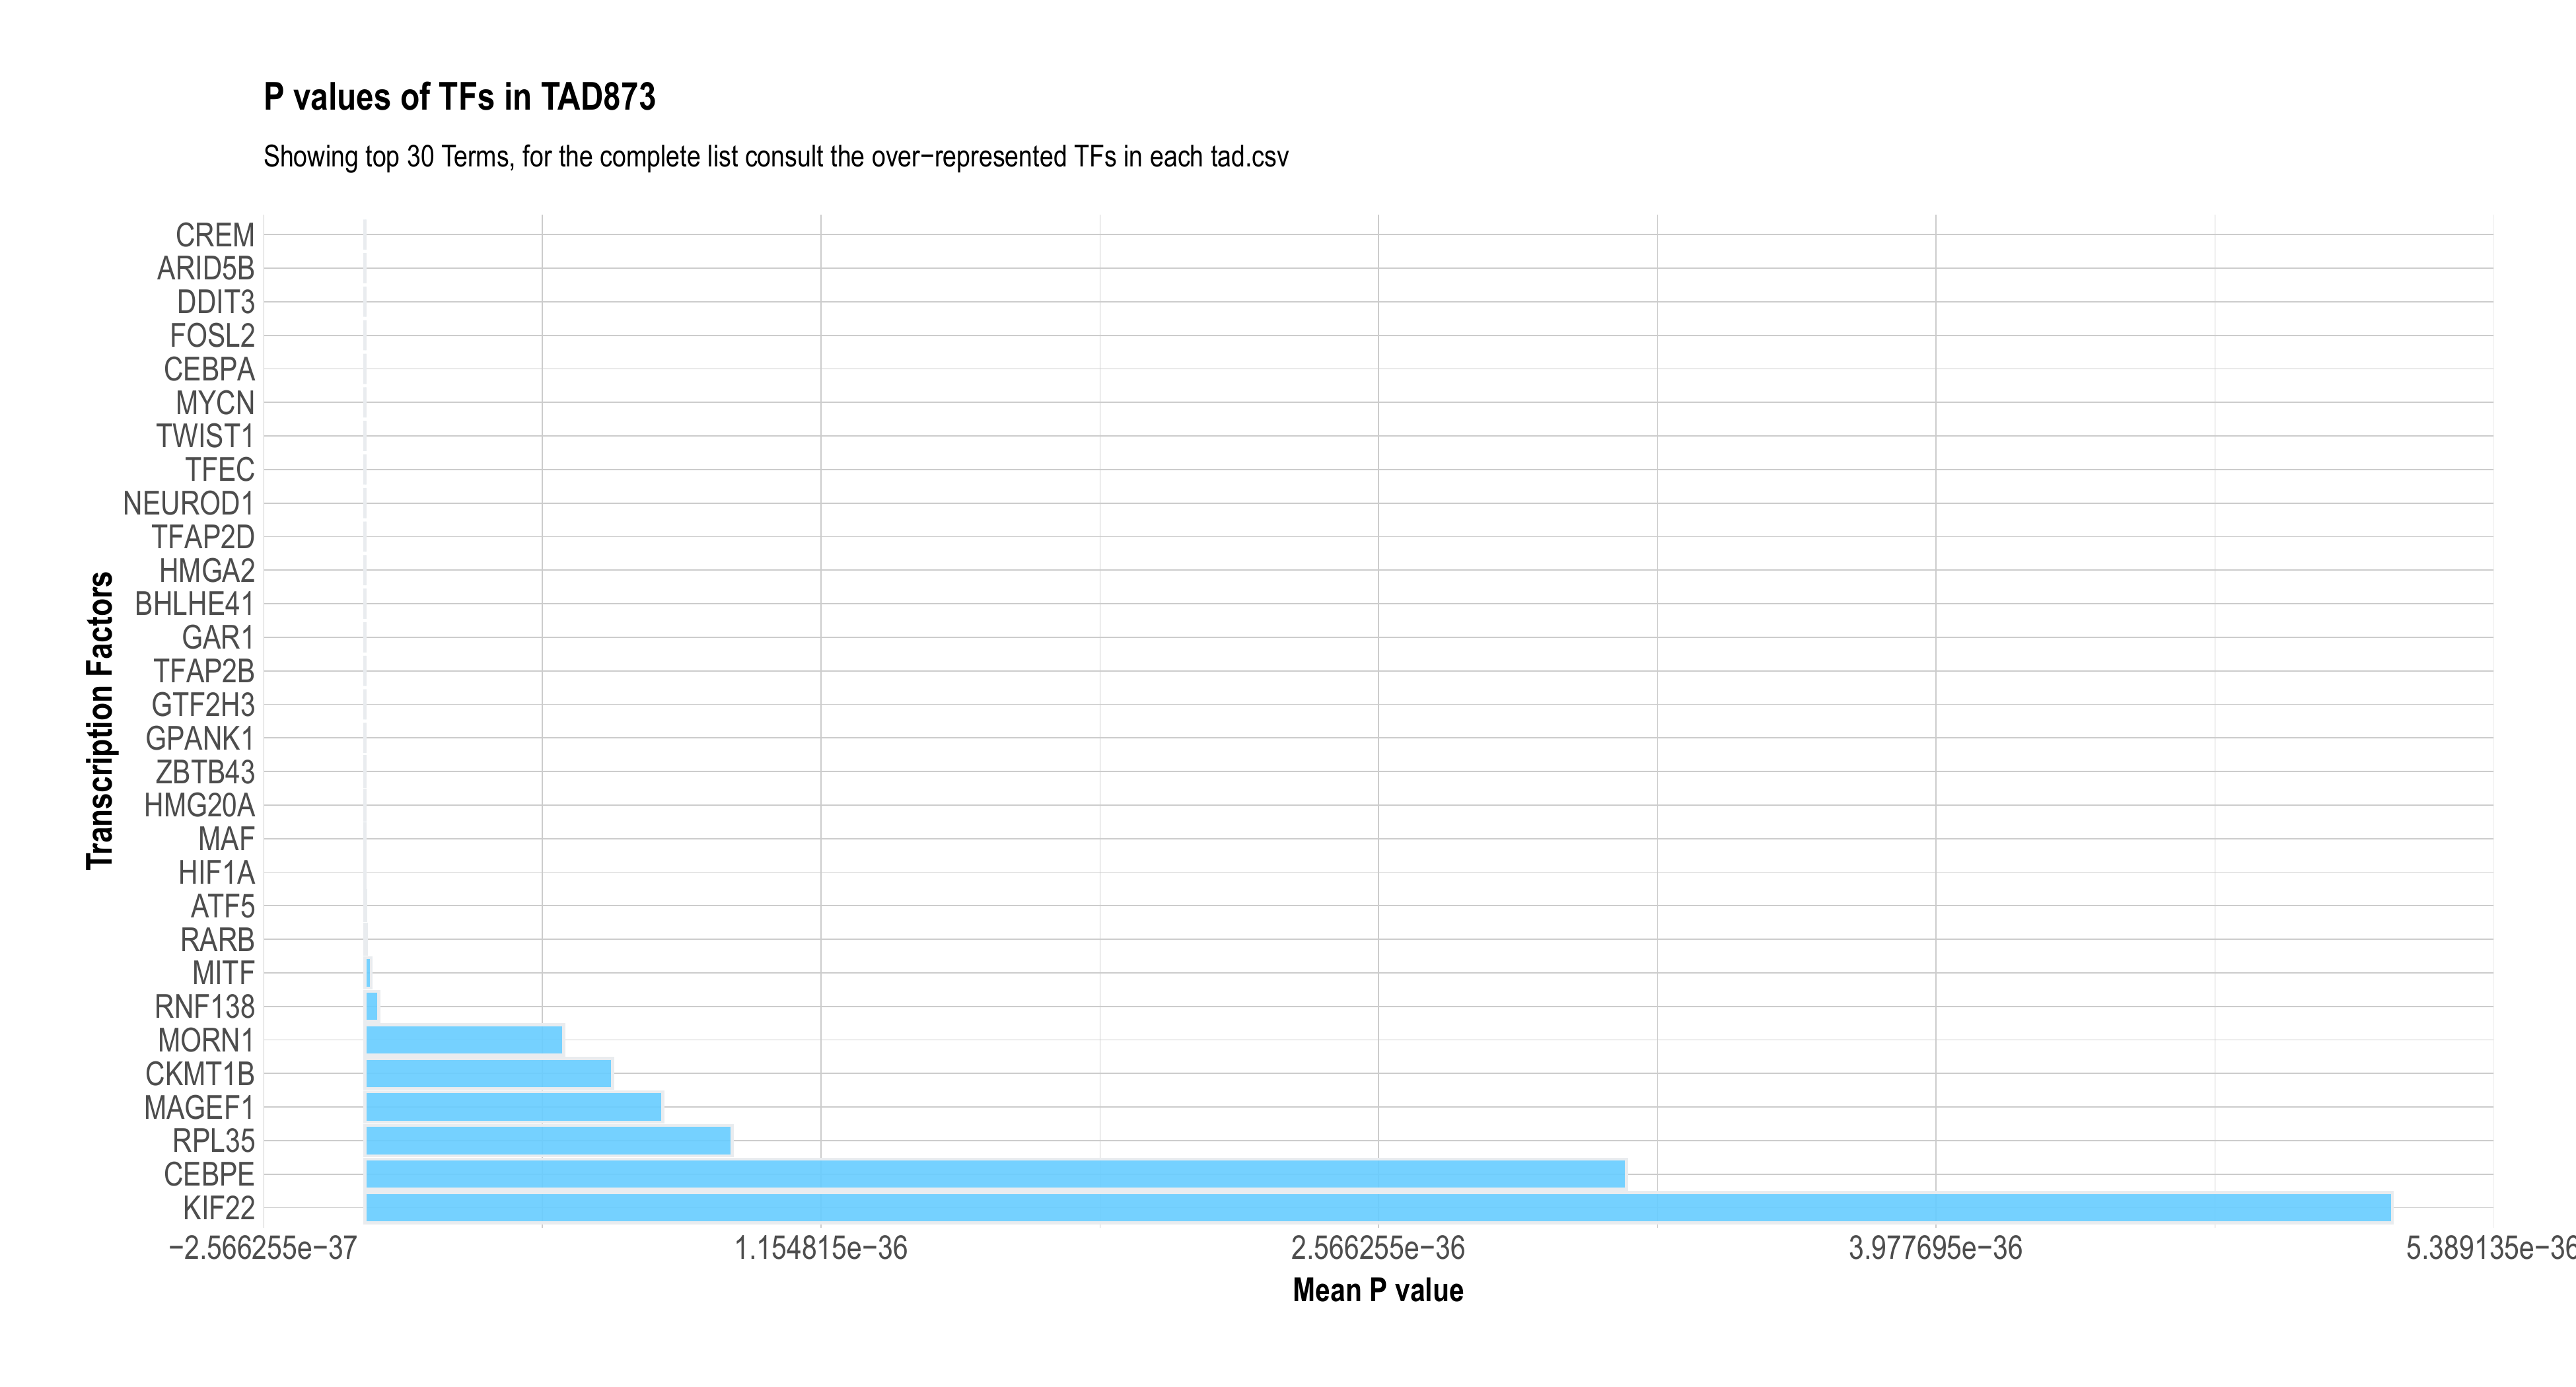 P values of TFs in TAD873
Showing top 30 Terms, for the complete list consult the over−represented TFs in each tad.csv
Transcription Factors
CREM
ARID5B
DDIT3
FOSL2
CEBPA
MYCN
TWIST1
TFEC
NEUROD1
TFAP2D
HMGA2
BHLHE41
GAR1
TFAP2B
GTF2H3
GPANK1
ZBTB43
HMG20A
MAF
HIF1A
ATF5
RARB
MITF
RNF138
MORN1
CKMT1B
MAGEF1
RPL35
CEBPE
KIF22
−2.566255e−37 1.154815e−36 2.566255e−36 3.977695e−36 5.389135e−36
Mean P value